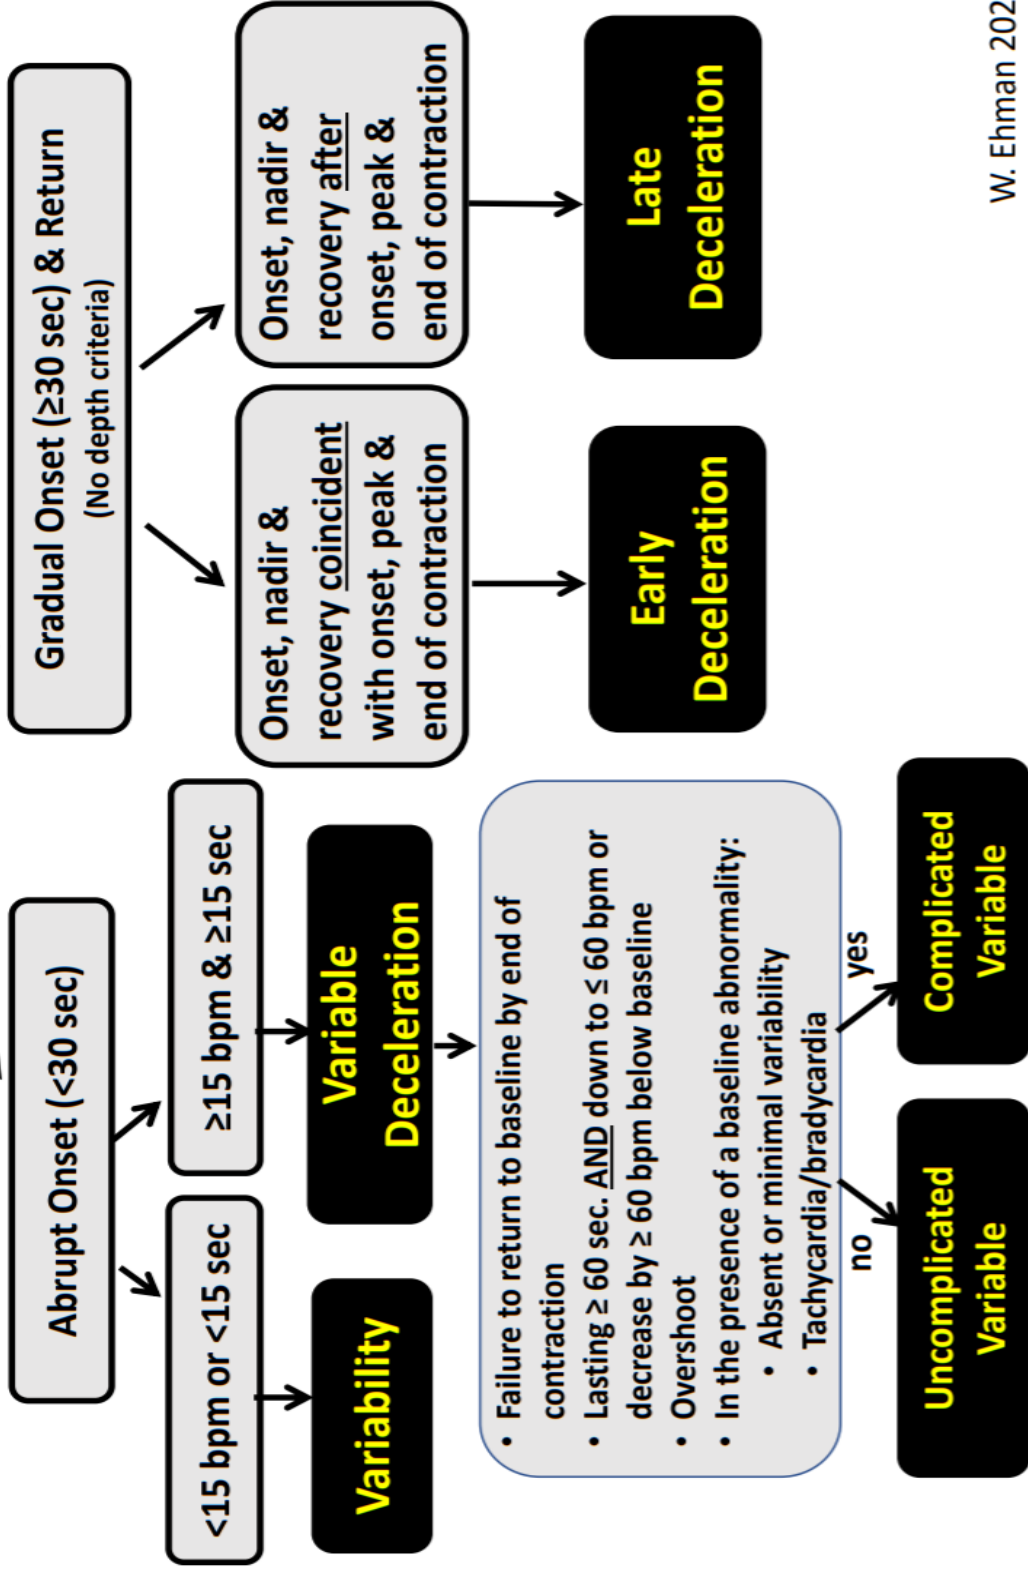 Abrupt Onset (<30 sec)
<15 bpm or <15 sec
≥15 bpm & ≥15 sec
Variability
Variable
Deceleration
• Failure to return to baseline by end of
contraction
• Lasting ≥ 60 sec. AND down to ≤ 60 bpm or
decrease by ≥ 60 bpm below baseline
• Overshoot
• In the presence of a baseline abnormality:
• Absent or minimal variability
• Tachycardia/bradycardia
no
yes
Uncomplicated
Variable
Complicated
Variable
Gradual Onset (≥30 sec) & Return
(No depth criteria)
Onset, nadir &
recovery coincident
with onset, peak &
end of contraction
Onset, nadir &
recovery after
onset, peak &
end of contraction
Early
Deceleration
Late
Deceleration
W. Ehman 202